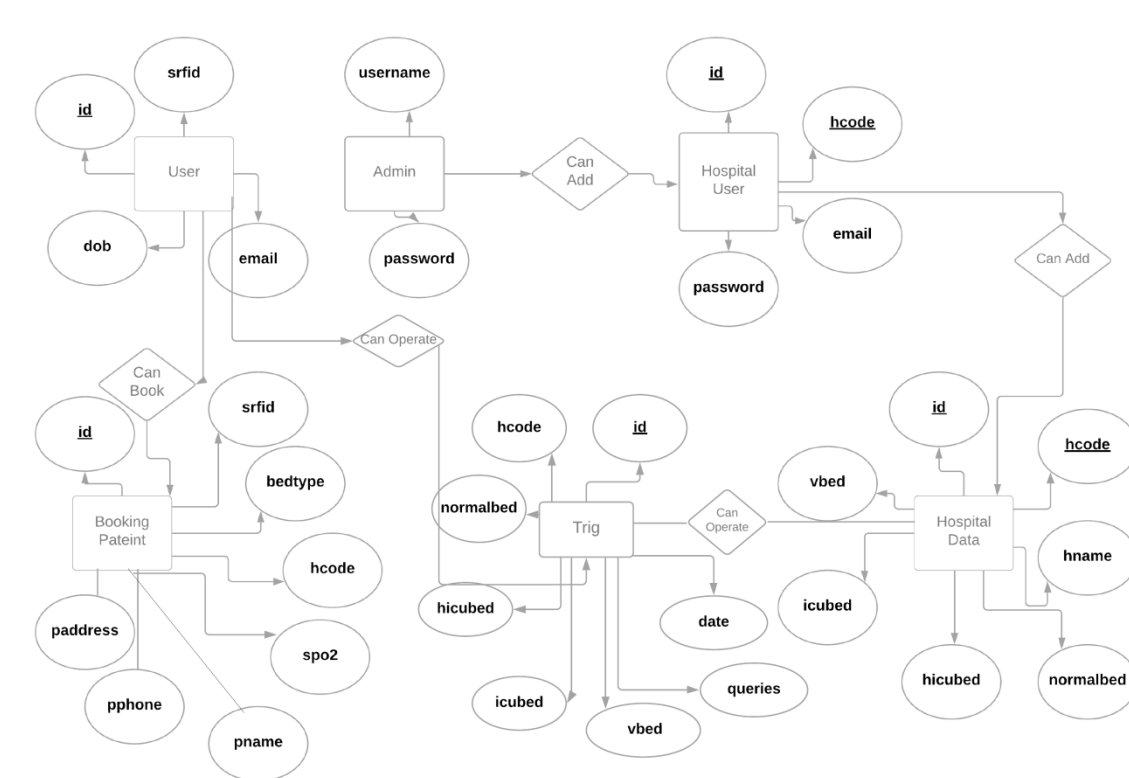 srfid
username
id
id
hcode
User
Admin
Can
Add
Hospital
User
dob
email
password
email
password
Can Add
Can Operate
Can
Book
srfid
id
hcode
id
id
hcode
bedtype
vbed
normalbed
Booking
Pateint
Trig
Can
Operate
Hospital
Data
hcode
hname
paddress
hicubed
date
icubed
spo2
hicubed
normalbed
pphone
icubed
queries
vbed
pname